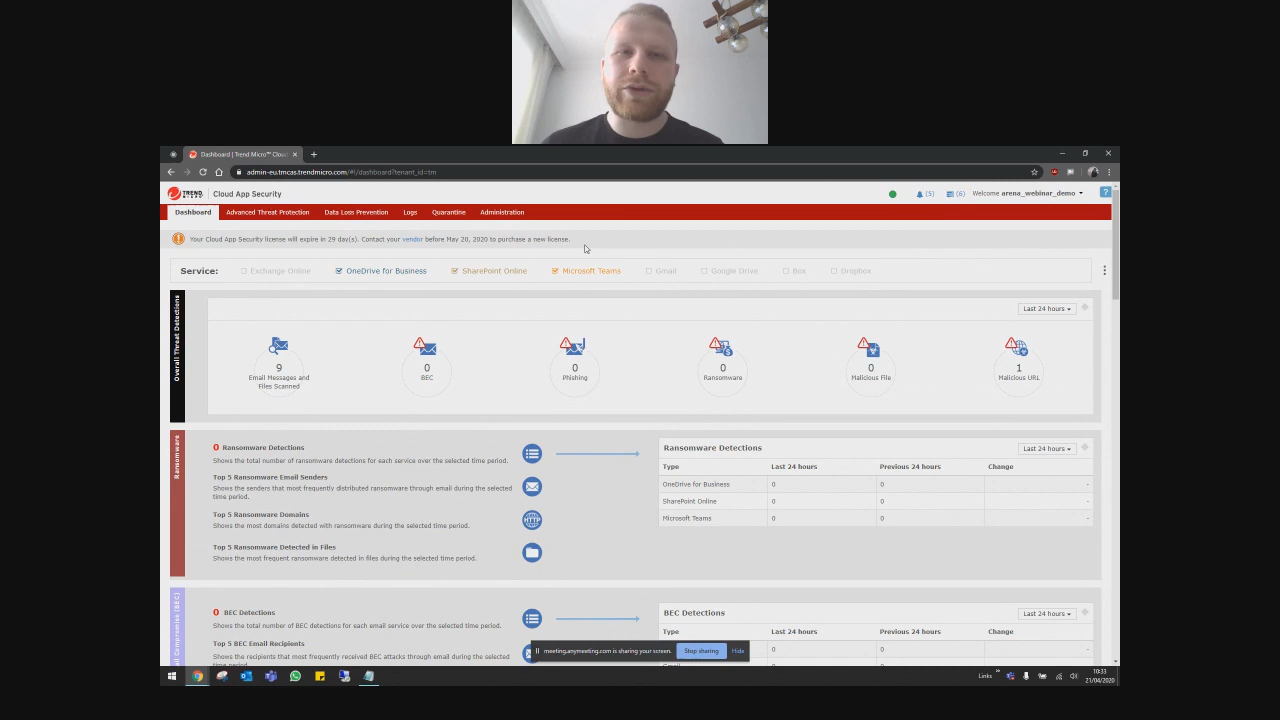 Dashboard | Trend Micro™ Clou
admin-eu.tmcas.trendmicro.com/#/dashboard?tenant_id=tm
TREND MICRO
Cloud App Security
(5)
(6)
Welcome arena_webinar_demo
?
Dashboard
Advanced Threat Protection
Data Loss Prevention
Logs
Quarantine
Administration
Your Cloud App Security license will expire in 29 day(s). Contact your vendor before May 20, 2020 to purchase a new license.
Service:
Exchange Online
OneDrive for Business
SharePoint Online
Microsoft Teams
Gmail
Google Drive
Box
Dropbox
Overall Threat Detections
Last 24 hours
9
Email Messages and
Files Scanned
0
BEC
0
Phishing
0
Ransomware
0
Malicious File
1
Malicious URL
Ransomware
0 Ransomware Detections
Shows the total number of ransomware detections for each service over the selected time period.
Top 5 Ransomware Email Senders
Shows the senders that most frequently distributed ransomware through email during the selected
time period.
Top 5 Ransomware Domains
Shows the most domains detected with ransomware during the selected time period.
HTTP
Top 5 Ransomware Detected in Files
Shows the most frequent ransomware detected in files during the selected time period.
Ransomware Detections
Last 24 hours
Type Last 24 hours Previous 24 hours Change
OneDrive for Business 0 0 -
SharePoint Online 0 0 -
Microsoft Teams 0 0 -
Compromise (BEC)
0 BEC Detections
Shows the total number of BEC detections for each email service over the selected time period.
Top 5 BEC Email Recipients
Shows the recipients that most frequently received BEC attacks through email during the selected
time period.
BEC Detections
Last 24 hours
Type Last 24 hours Previous 24 hours Change
0 0 -
meeting.anymeeting.com is sharing your screen.
Stop sharing
Hide
Links
10:33
21/04/2020